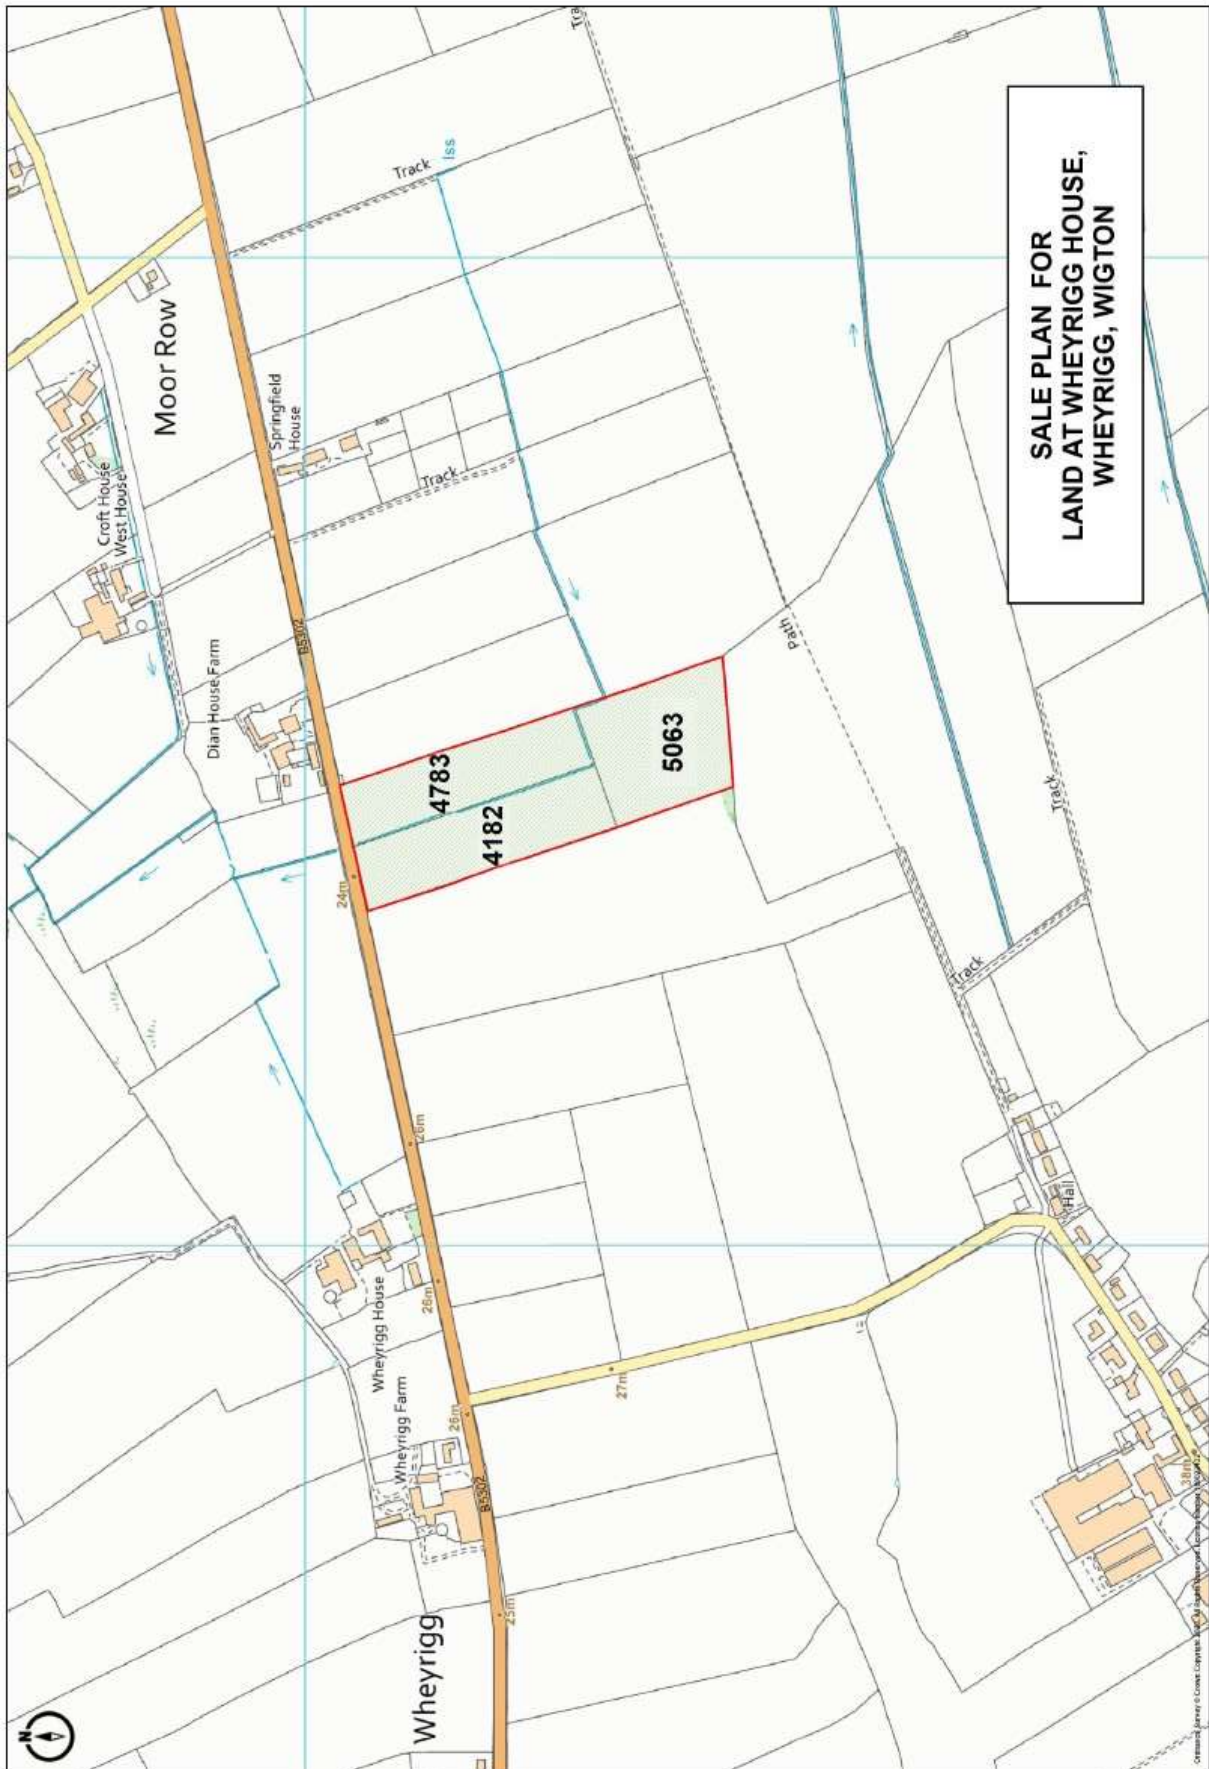 N
Wheyrigg
Wheyrigg Farm
Wheyrigg House
Moor Row
Croft House
West House
Dian House Farm
Springfield
House
Track
Iss
Track
Tra
Path
Track
Track
Hall
B5302
B5302
24m
26m
26m
26m
25m
27m
38m
4783
4182
5063
SALE PLAN FOR
LAND AT WHEYRIGG HOUSE,
WHEYRIGG, WIGTON